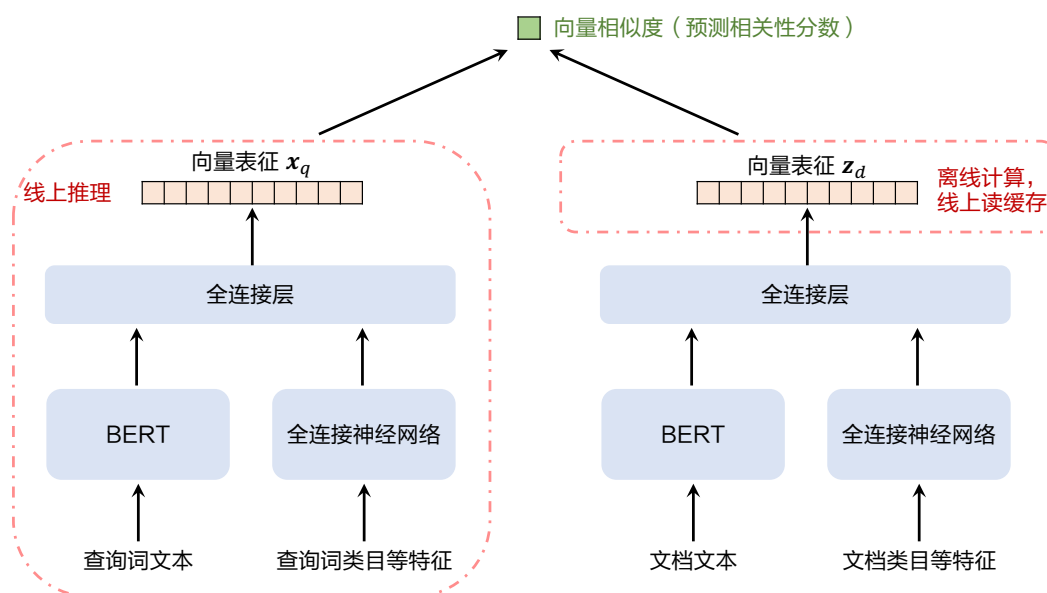 向量相似度（预测相关性分数）
向量表征 x_q
线上推理
全连接层
BERT
全连接神经网络
查询词文本
查询词类目等特征
向量表征 z_d
离线计算，
线上读缓存
全连接层
BERT
全连接神经网络
文档文本
文档类目等特征